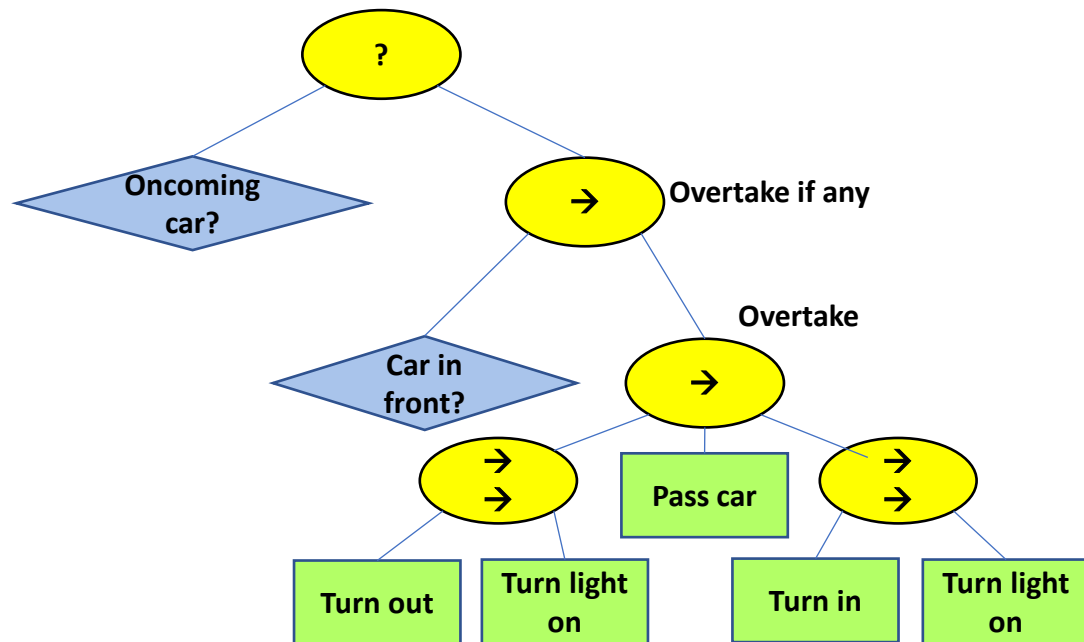 ?
Oncoming
car?
→
Overtake if any
Overtake
Car in
front?
→
→
→
Pass car
→
→
Turn out
Turn light
on
Turn in
Turn light
on